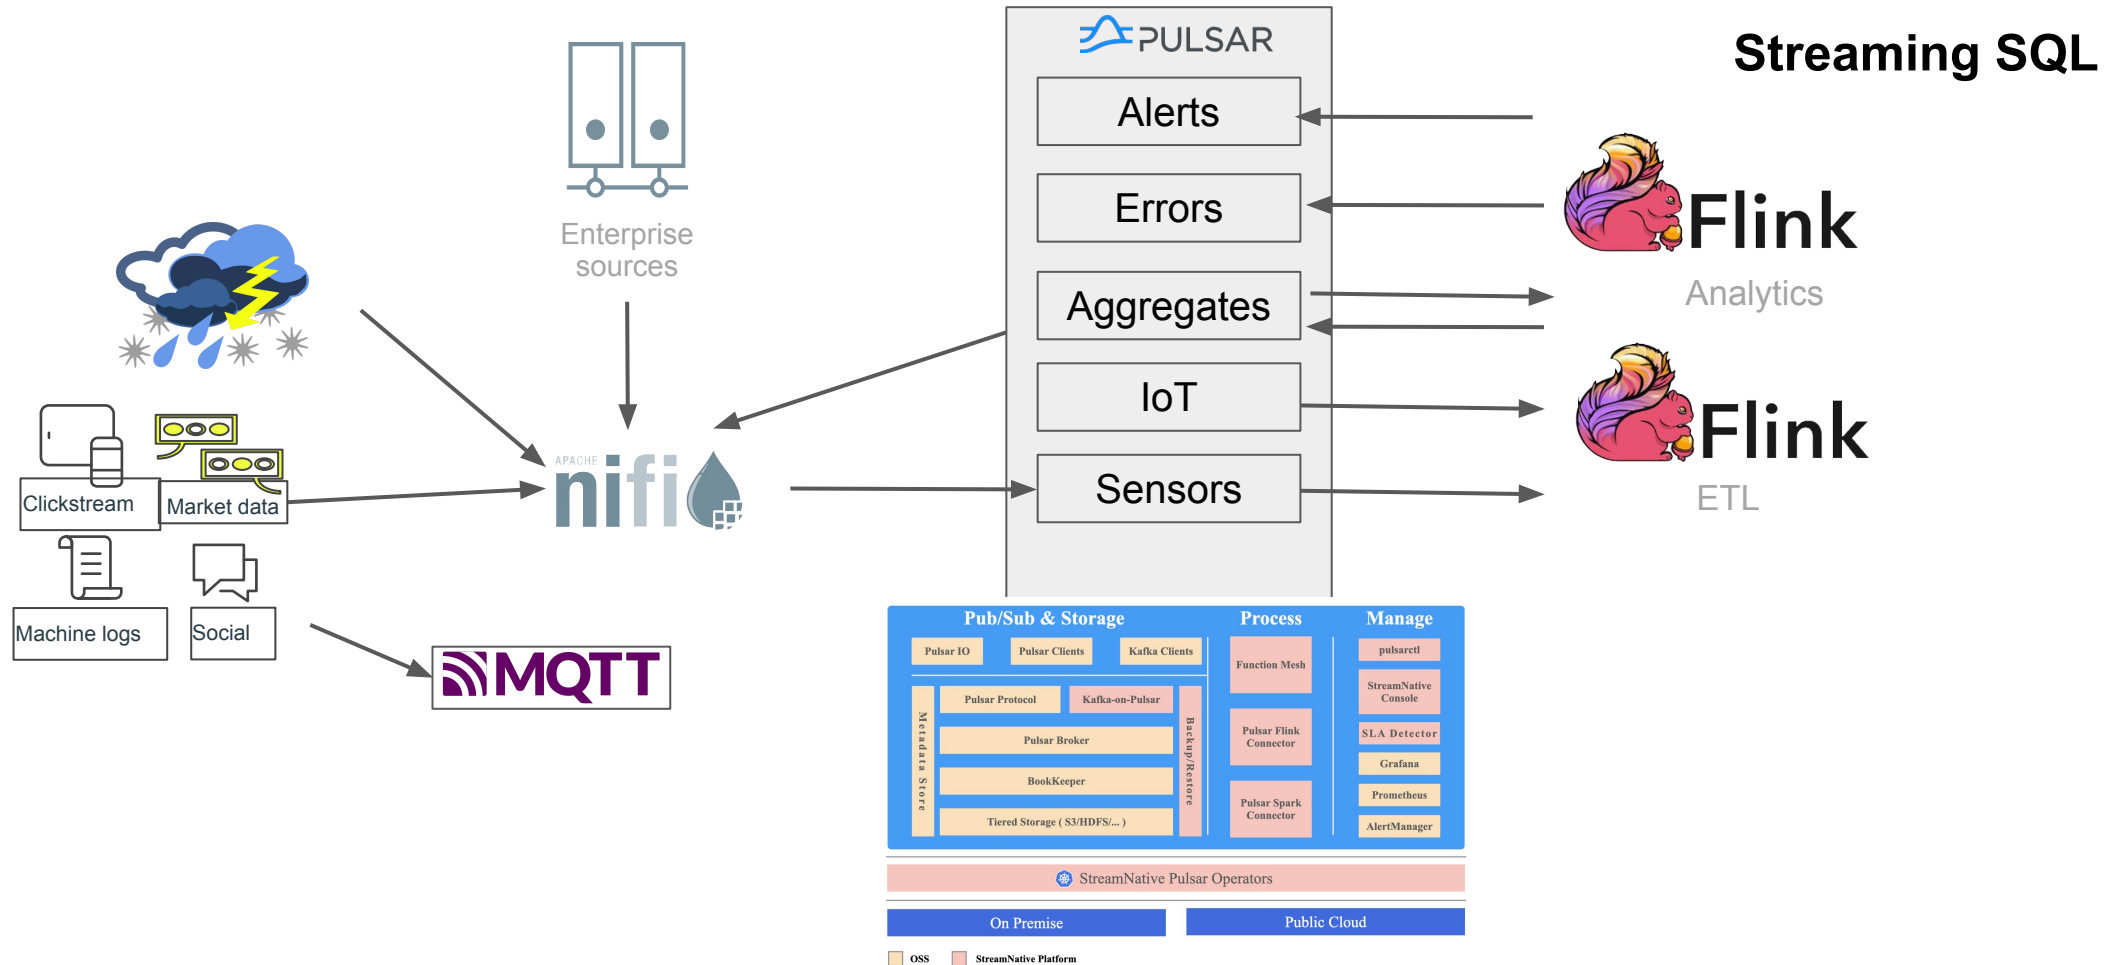 Streaming SQL
PULSAR
Alerts
Errors
Aggregates
IoT
Sensors
Enterprise
sources
Flink
Analytics
Flink
ETL
APACHE
nifi
Clickstream
Market data
Machine logs
Social
MQTT
Pub/Sub & Storage
Process
Manage
Pulsar IO
Pulsar Clients
Kafka Clients
Metadata Store
Pulsar Protocol
Kafka-on-Pulsar
Pulsar Broker
BookKeeper
Tiered Storage ( S3/HDFS/... )
Backup/Restore
Function Mesh
Pulsar Flink
Connector
Pulsar Spark
Connector
pulsarctl
StreamNative
Console
SLA Detector
Grafana
Prometheus
AlertManager
StreamNative Pulsar Operators
On Premise
Public Cloud
OSS
StreamNative Platform